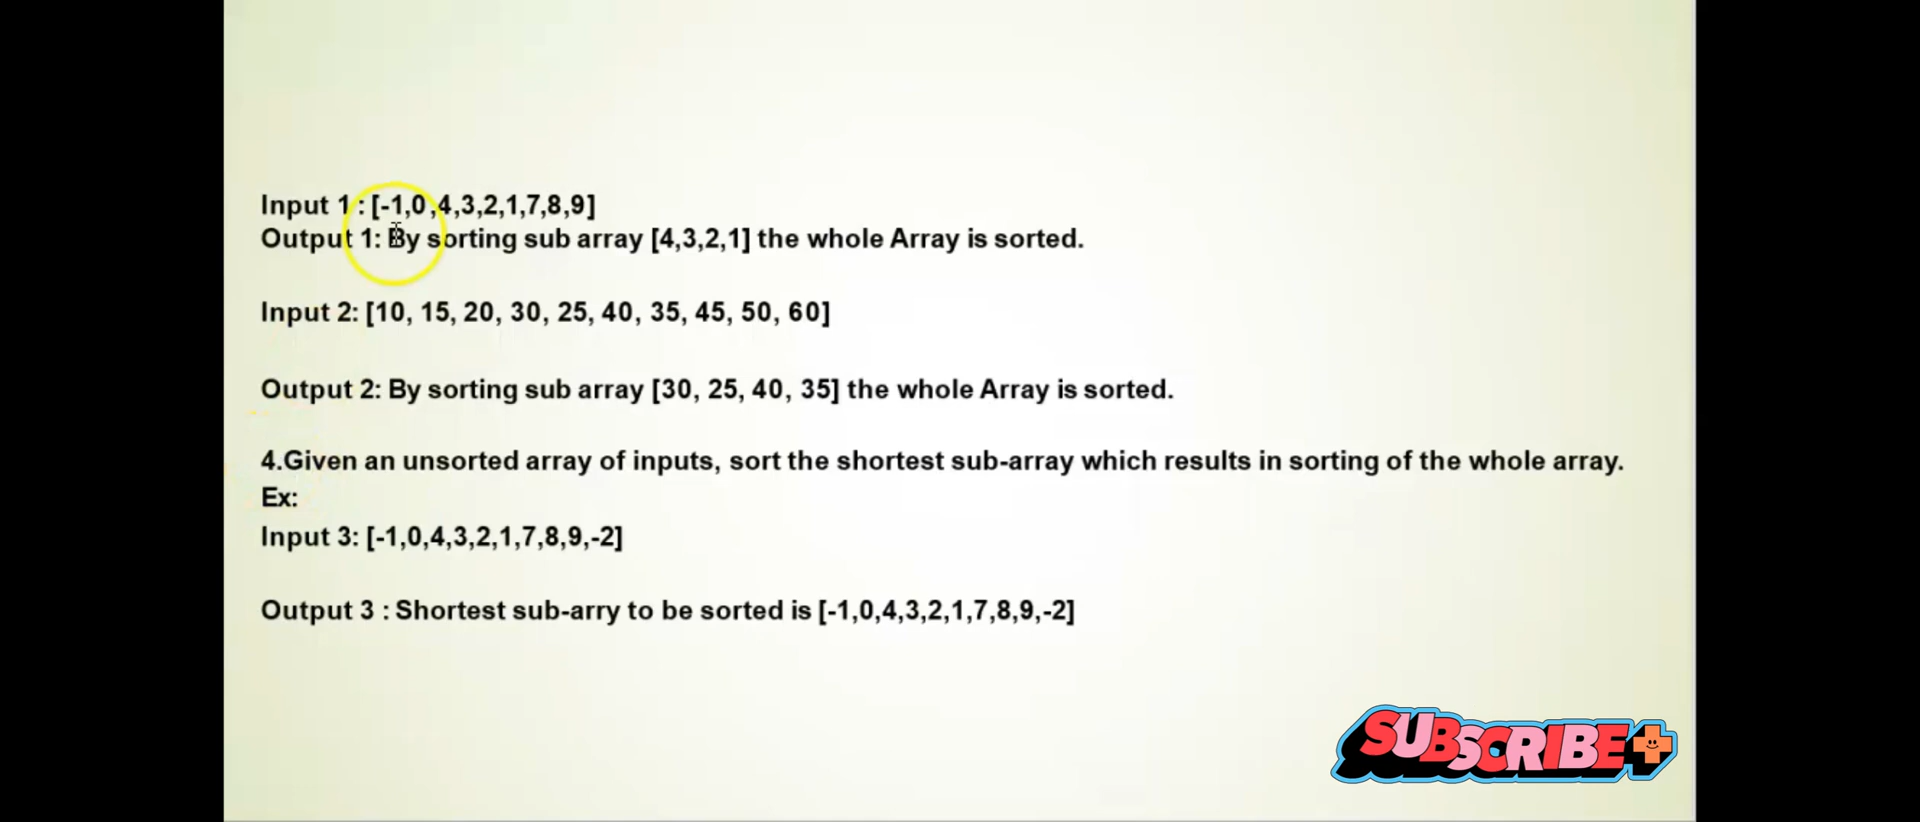 Input 1 : [-1,0,4,3,2,1,7,8,9]
Output 1: By sorting sub array [4,3,2,1] the whole Array is sorted.
Input 2: [10, 15, 20, 30, 25, 40, 35, 45, 50, 60]
Output 2: By sorting sub array [30, 25, 40, 35] the whole Array is sorted.
4.Given an unsorted array of inputs, sort the shortest sub-array which results in sorting of the whole array.
Ex:
Input 3: [-1,0,4,3,2,1,7,8,9,-2]
Output 3 : Shortest sub-arry to be sorted is [-1,0,4,3,2,1,7,8,9,-2]
SUBSCRIBE